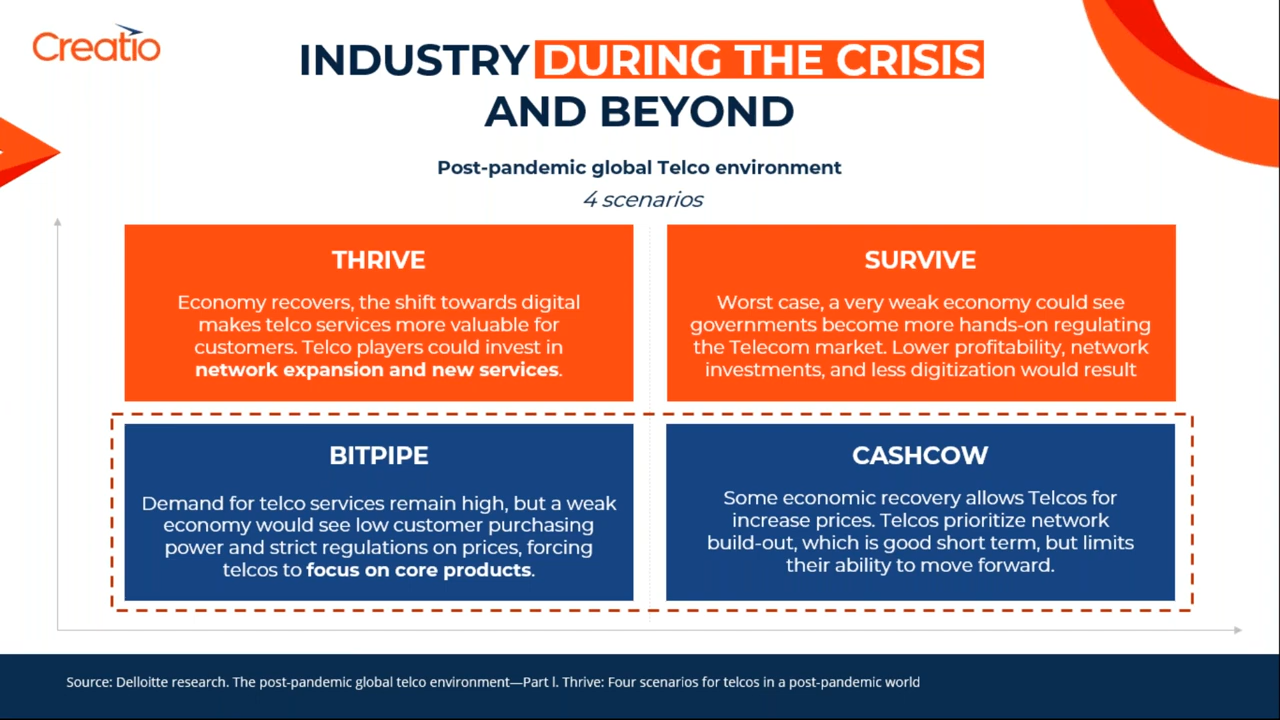 Creatio
INDUSTRY DURING THE CRISIS
AND BEYOND
Post-pandemic global Telco environment
4 scenarios
THRIVE
Economy recovers, the shift towards digital
makes telco services more valuable for
customers. Telco players could invest in
network expansion and new services.
SURVIVE
Worst case, a very weak economy could see
governments become more hands-on regulating
the Telecom market. Lower profitability, network
investments, and less digitization would result
BITPIPE
Demand for telco services remain high, but a weak
economy would see low customer purchasing
power and strict regulations on prices, forcing
telcos to focus on core products.
CASHCOW
Some economic recovery allows Telcos for
increase prices. Telcos prioritize network
build-out, which is good short term, but limits
their ability to move forward.
Source: Delloitte research. The post-pandemic global telco environment—Part l. Thrive: Four scenarios for telcos in a post-pandemic world